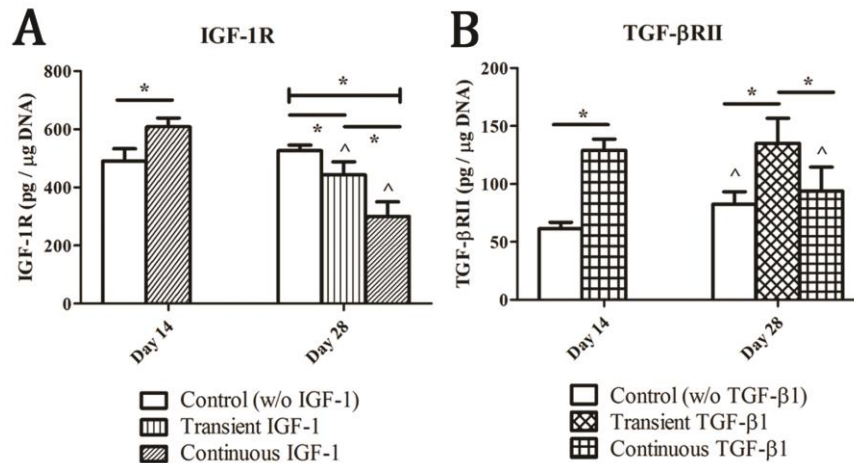 A
IGF-1R
IGF-1R (pg / µg DNA)
800
600
400
200
0
*
*
*
*
^
^
Day 14
Day 28
Control (w/o IGF-1)
Transient IGF-1
Continuous IGF-1
B
TGF-βRII
TGF-βRII (pg / µg DNA)
200
150
100
50
0
*
*
*
^
^
Day 14
Day 28
Control (w/o TGF-β1)
Transient TGF-β1
Continuous TGF-β1